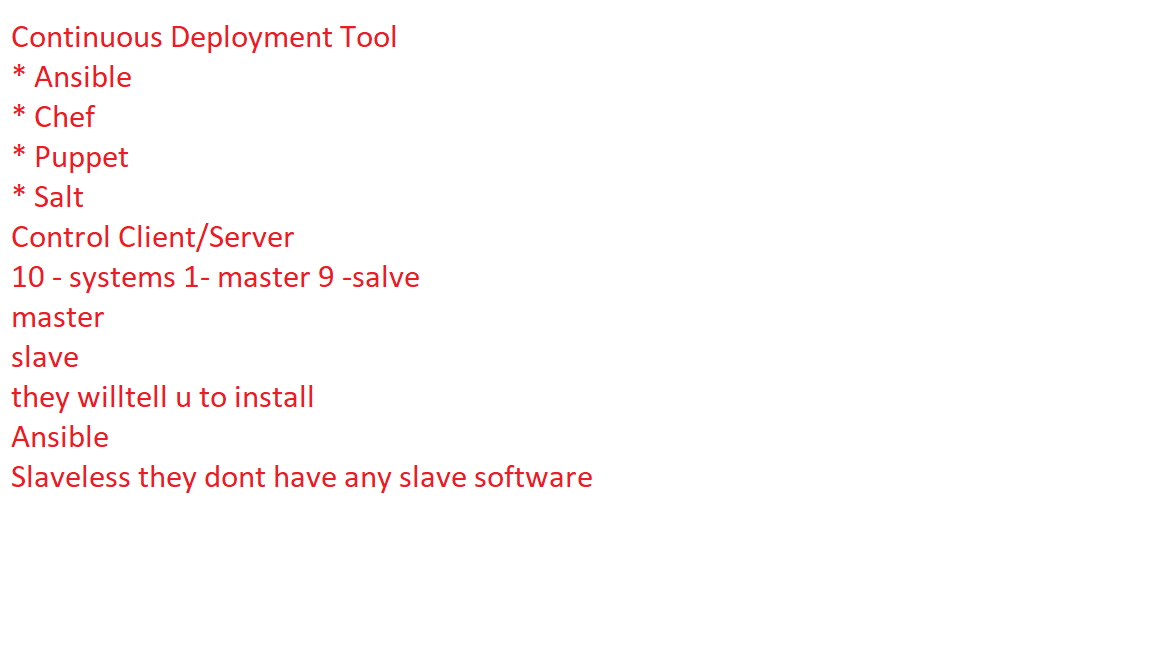 Continuous Deployment Tool
* Ansible
* Chef
* Puppet
* Salt
Control Client/Server
10 - systems 1- master 9 -salve
master
slave
they willtell u to install
Ansible
Slaveless they dont have any slave software